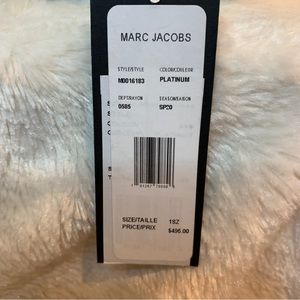 MARC JACOBS
STYLE/STYLE COLOR/COULEUR
M0016183 PLATINUM
DEPT/RAYON SEASON/SAISON
0585 SP20
SIZE/TAILLE 1SZ
PRICE/PRIX $495.00